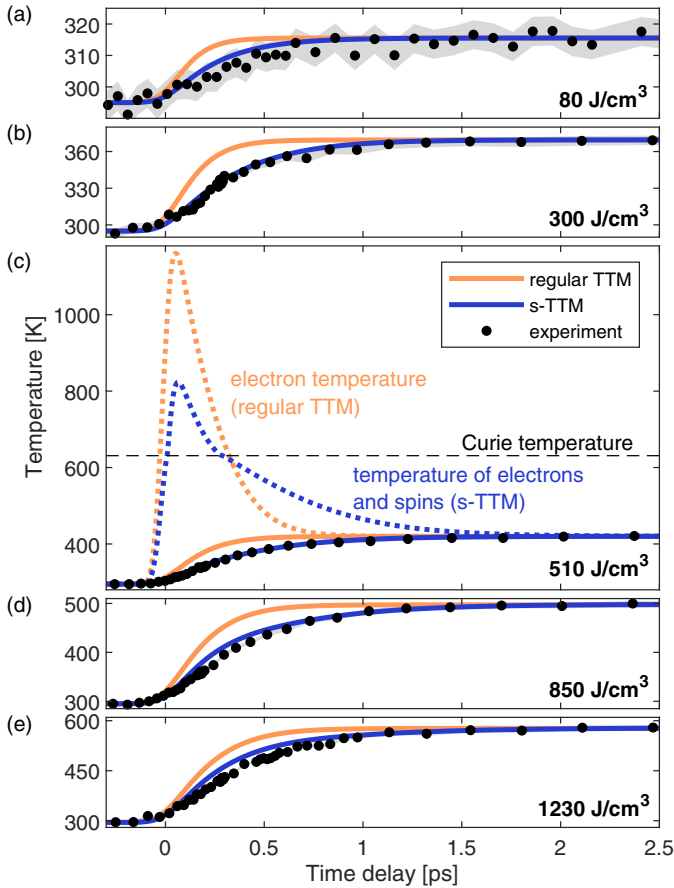 (a)
320
310
300
290
80 J/cm³
(b)
360
330
300
300 J/cm³
(c)
regular TTM
s-TTM
experiment
1000
800
600
400
Temperature [K]
electron temperature
(regular TTM)
Curie temperature
temperature of electrons
and spins (s-TTM)
510 J/cm³
(d)
500
400
300
850 J/cm³
(e)
600
450
300
1230 J/cm³
0 0.5 1 1.5 2 2.5
Time delay [ps]